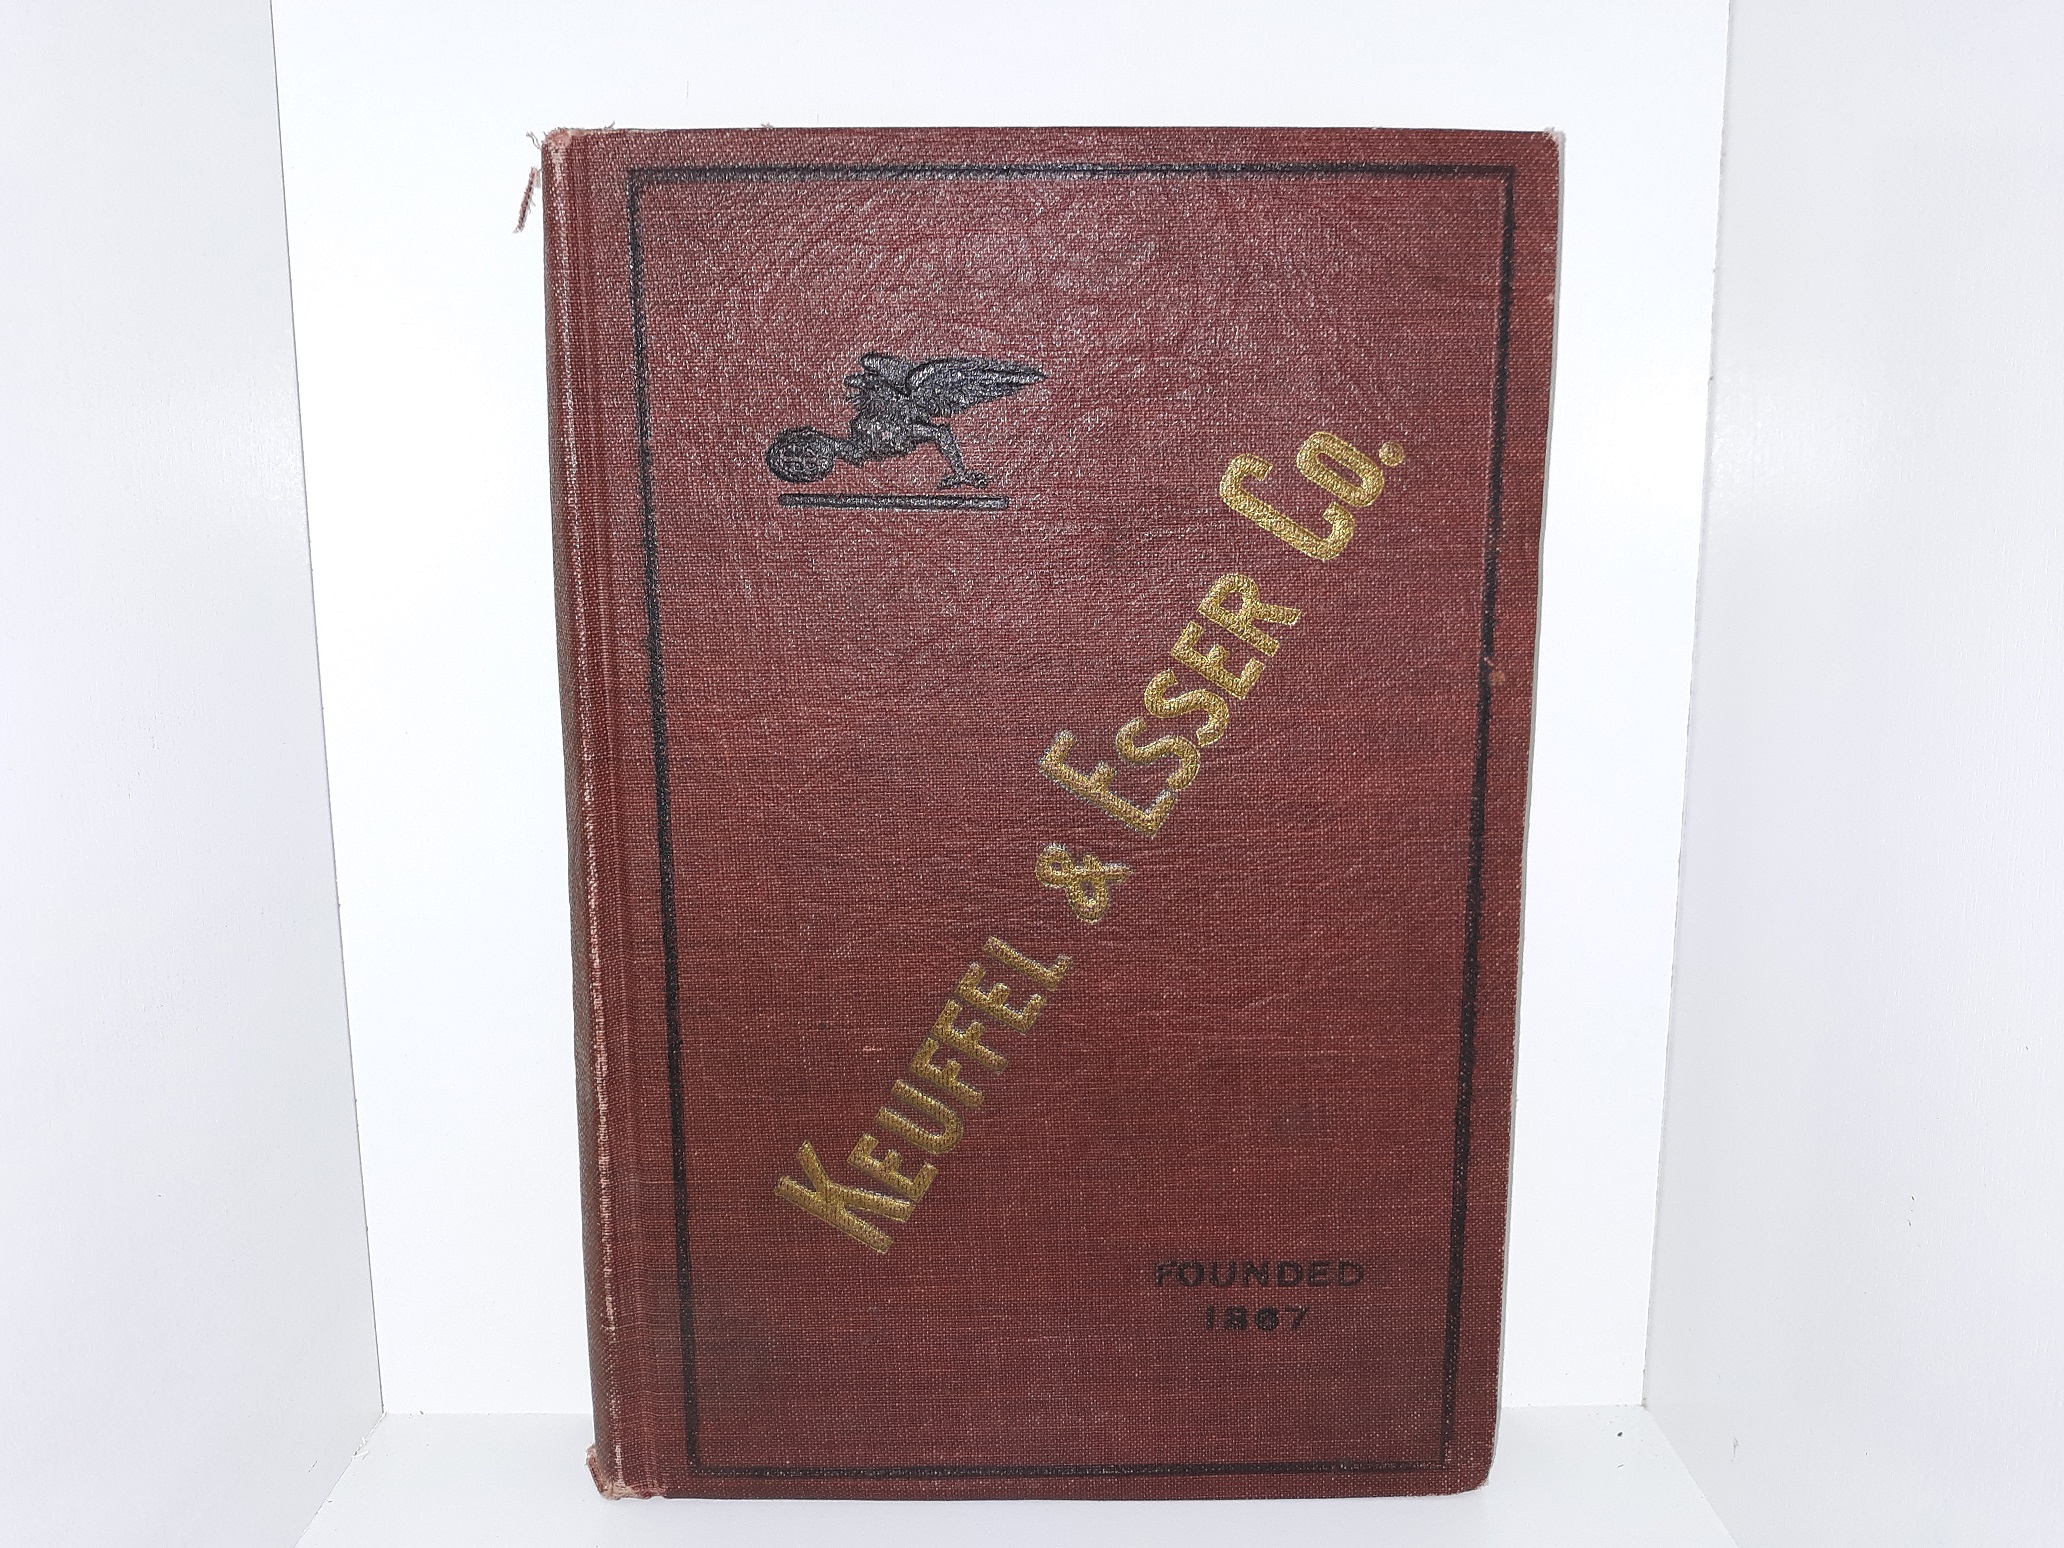 KEUFFEL & ESSER CO.
FOUNDED
1867